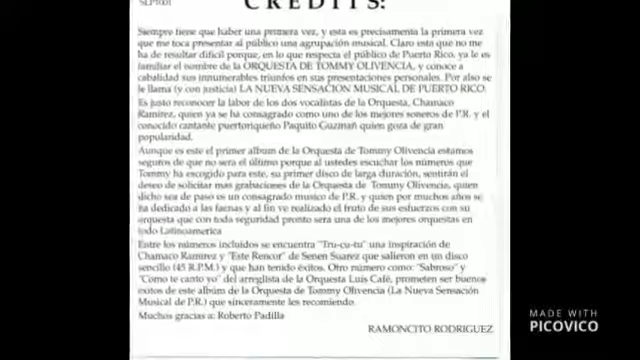 SLP1001
CREDITS:
Siempre tiene que haber una primera vez, y esta es precisamente la primera vez
que me toca presentar al público una agrupación musical. Claro esta que no me
ha de resultar dificil porque, en lo que respecta el público de Puerto Rico, ya le es
familiar el nombre de la ORQUESTA DE TOMMY OLIVENCIA, y conoce a
cabalidad sus innumerables triunfos en sus presentaciones personales. Por also se
le llama (y con justicia) LA NUEVA SENSACION MUSICAL DE PUERTO RICO.
Es justo reconocer la labor de los dos vocalistas de la Orquesta, Chamaco
Ramirez, quien ya se ha consagrado como uno de los mejores soneros de P.R. y el
conocido cantante puertoriqueño Paquito Guzmañ quien goza de gran
popularidad.
Aunque es este el primer album de la Orquesta de Tommy Olivencia estamos
seguros de que no sera el último porque al ustedes escuchar los números que
Tommy ha escogido para este, su primer disco de larga duración, sentirán el
deseo de solicitar mas grabaciones de la Orquesta de Tommy Olivencia, quien
dicho sea de paso es un consagrado musico de P.R. y quien por muchos años se
ha dedicado a las faenas y al fin ve realizado el fruto de sus esfuerzos con su
orquesta que con toda seguridad pronto sera una de los mejores orquestas en
todo Latinoamerica
Entre los números incluidos se encuentra "Tru-cu-tu" una inspiración de
Chamaco Ramirez y "Este Rencor" de Senen Suarez que salieron en un disco
sencillo (45 R.P.M.) y que han tenido éxitos. Otro número como: "Sabroso" y
"Como te canto yo" del arreglista de la Orquesta Luis Café, prometen ser buenos
éxitos de este album de la Orquesta de Tommy Olivencia (La Nueva Sensación
Musical de P.R.) que sinceramente les recomiendo.
Muchos gracias a: Roberto Padilla
RAMONCITO RODRIGUEZ
MADE WITH
PICOVICO